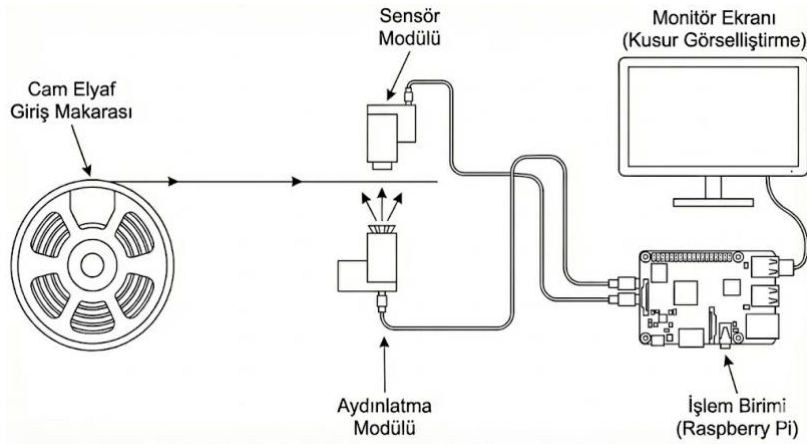 Sensör
Modülü
Monitör Ekranı
(Kusur Görselliştirme)
Cam Elyaf
Giriş Makarası
Aydınlatma
Modülü
İşlem Birimi
(Raspberry Pi)